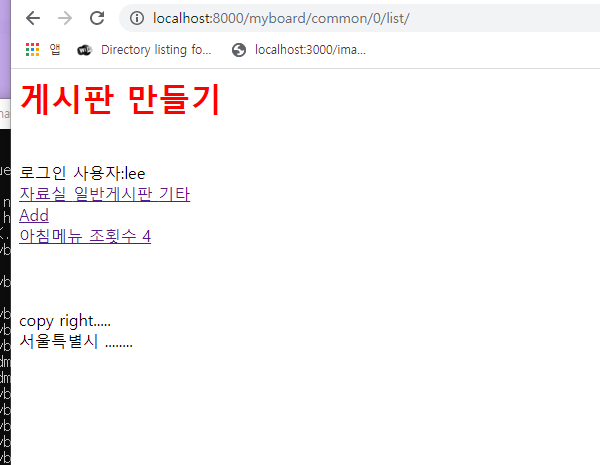 localhost:8000/myboard/common/0/list/
앱 Directory listing fo... localhost:3000/ima...
게시판 만들기
로그인 사용자:lee
자료실 일반게시판 기타
Add
아침메뉴 조횟수 4
copy right.....
서울특별시 ........